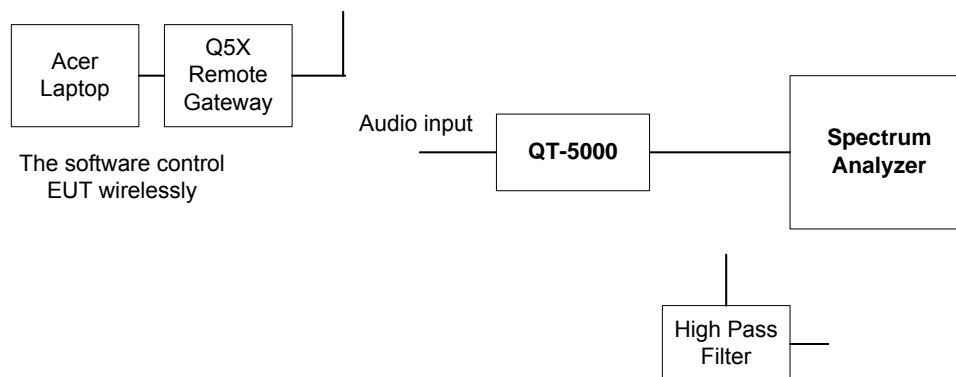 Acer
Laptop
Q5X
Remote
Gateway
The software control
EUT wirelessly
Audio input
QT-5000
Spectrum
Analyzer
High Pass
Filter